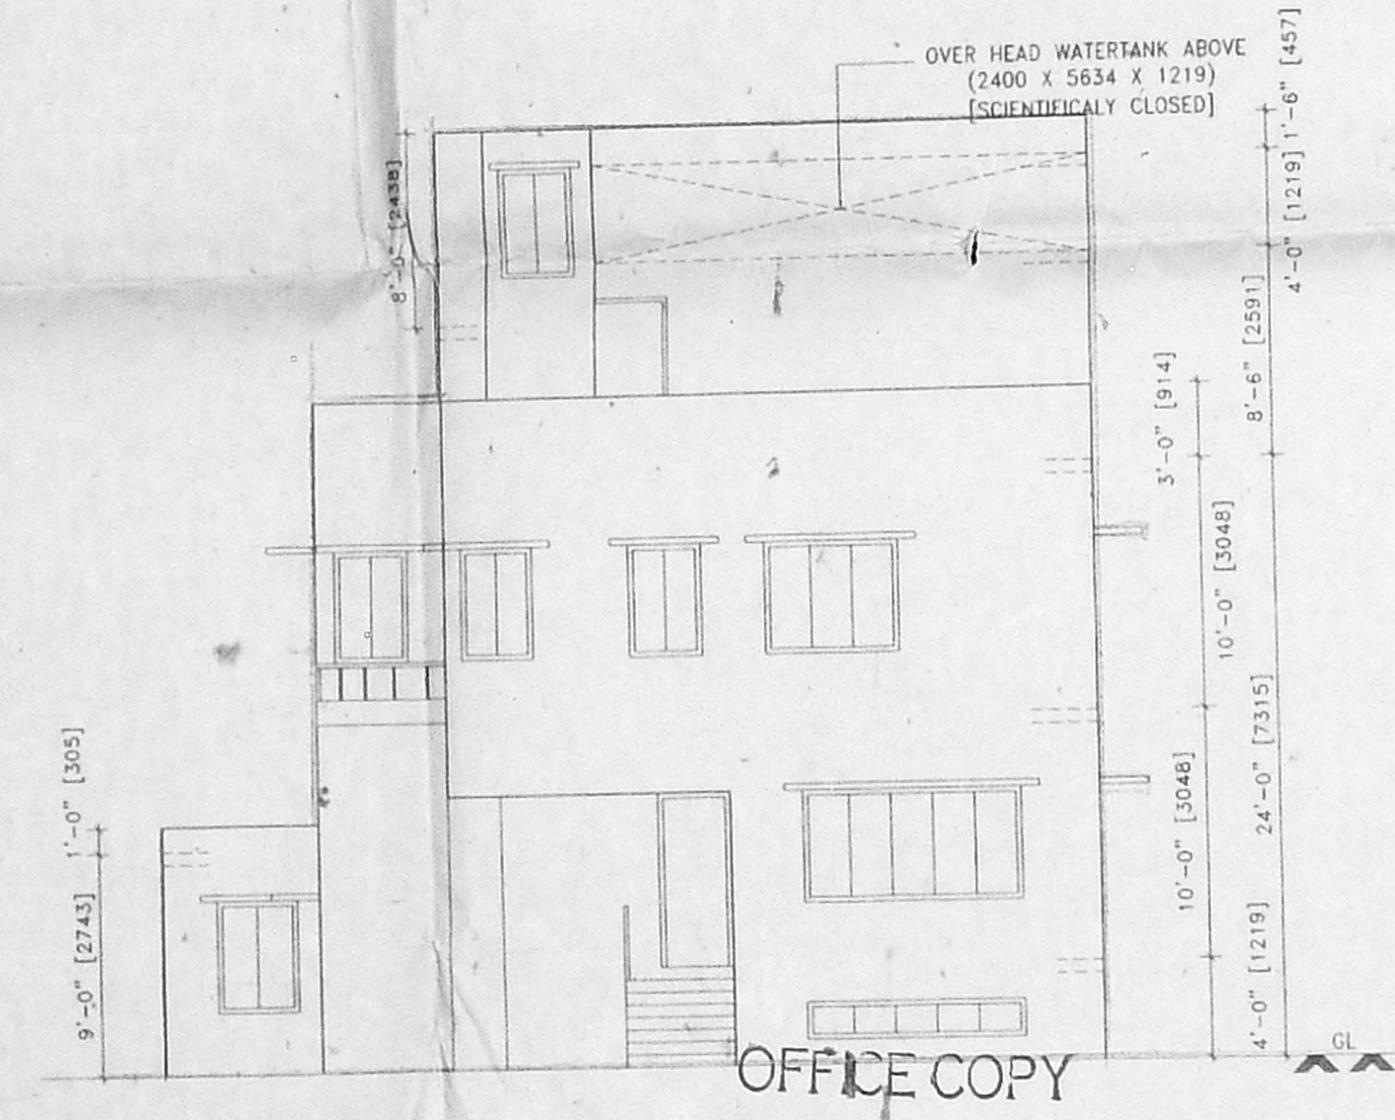 OVER HEAD WATERTANK ABOVE
(2400 X 5634 X 1219)
[SCIENTIFICALY CLOSED]
1'-6" [457]
4'-0" [1219]
8'-0" [2438]
8'-6" [2591]
3'-0" [914]
10'-0" [3048]
24'-0" [7315]
10'-0" [3048]
4'-0" [1219]
1'-0" [305]
9'-0" [2743]
GL
OFFICE COPY